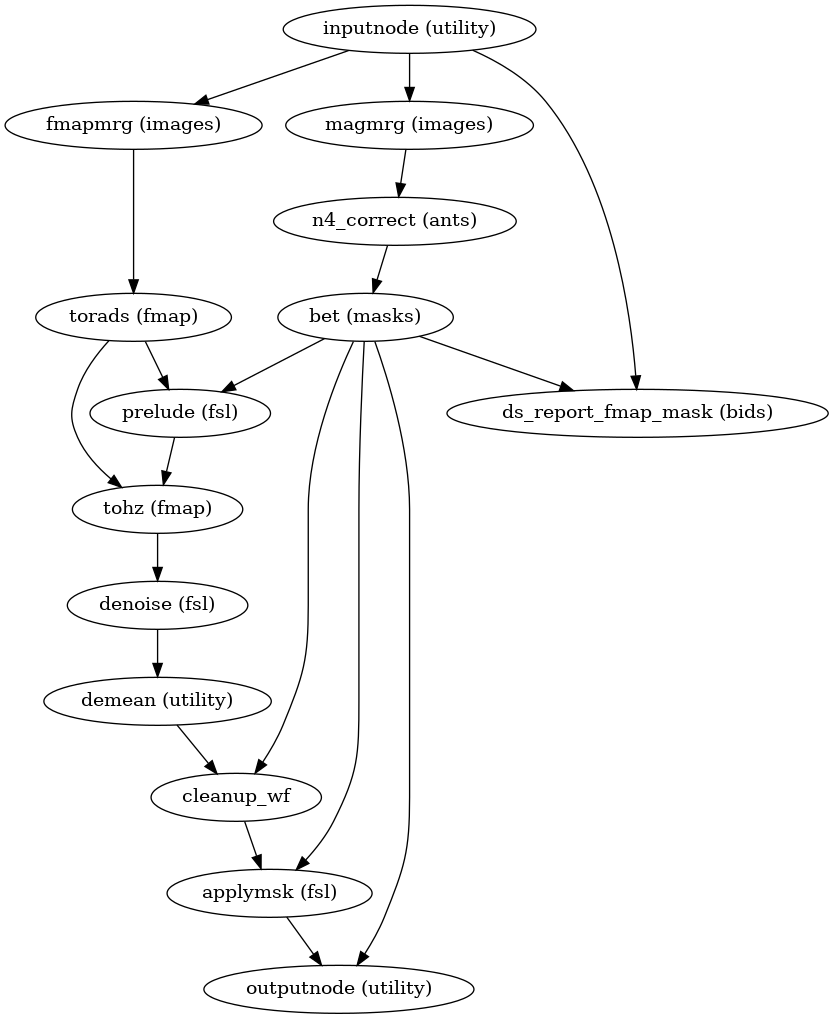 inputnode (utility)
fmapmrg (images)
magmrg (images)
n4_correct (ants)
torads (fmap)
bet (masks)
prelude (fsl)
ds_report_fmap_mask (bids)
tohz (fmap)
denoise (fsl)
demean (utility)
cleanup_wf
applymsk (fsl)
outputnode (utility)